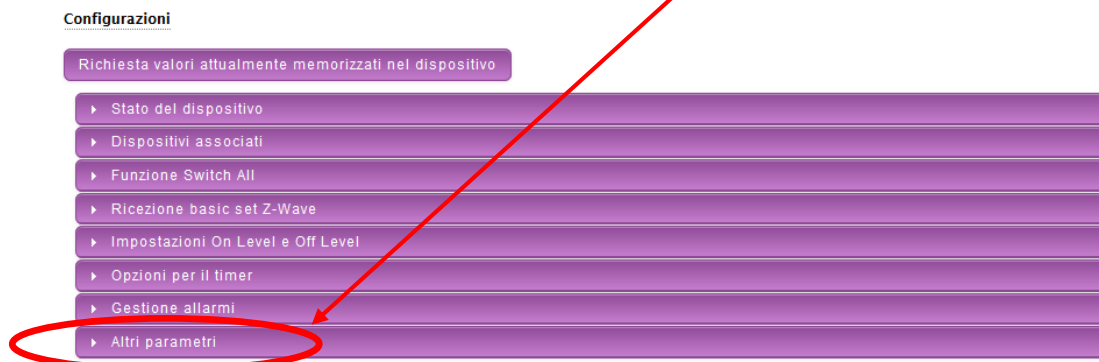 Configurazioni
Richiesta valori attualmente memorizzati nel dispositivo
Stato del dispositivo
Dispositivi associati
Funzione Switch All
Ricezione basic set Z-Wave
Impostazioni On Level e Off Level
Opzioni per il timer
Gestione allarmi
Altri parametri